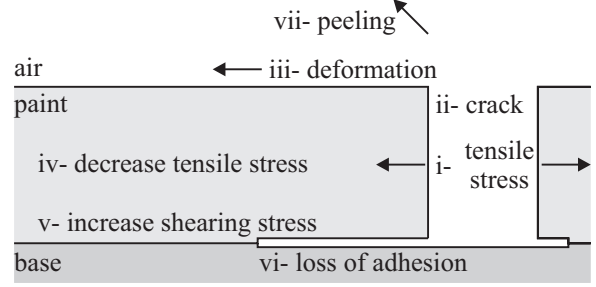 vii- peeling
air
iii- deformation
paint
ii- crack
iv- decrease tensile stress
i- tensile
stress
v- increase shearing stress
base
vi- loss of adhesion